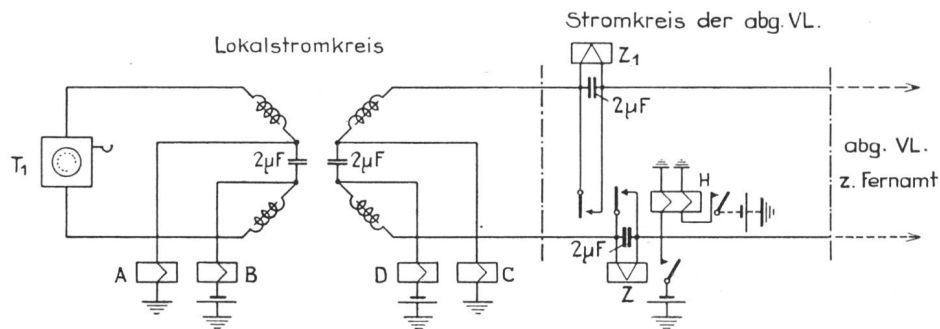 Stromkreis der abg. VL.
Lokalstromkreis
Z1
2µF
T1
2µF
2µF
abg. VL.
z. Fernamt
H
2µF
A
B
D
C
Z